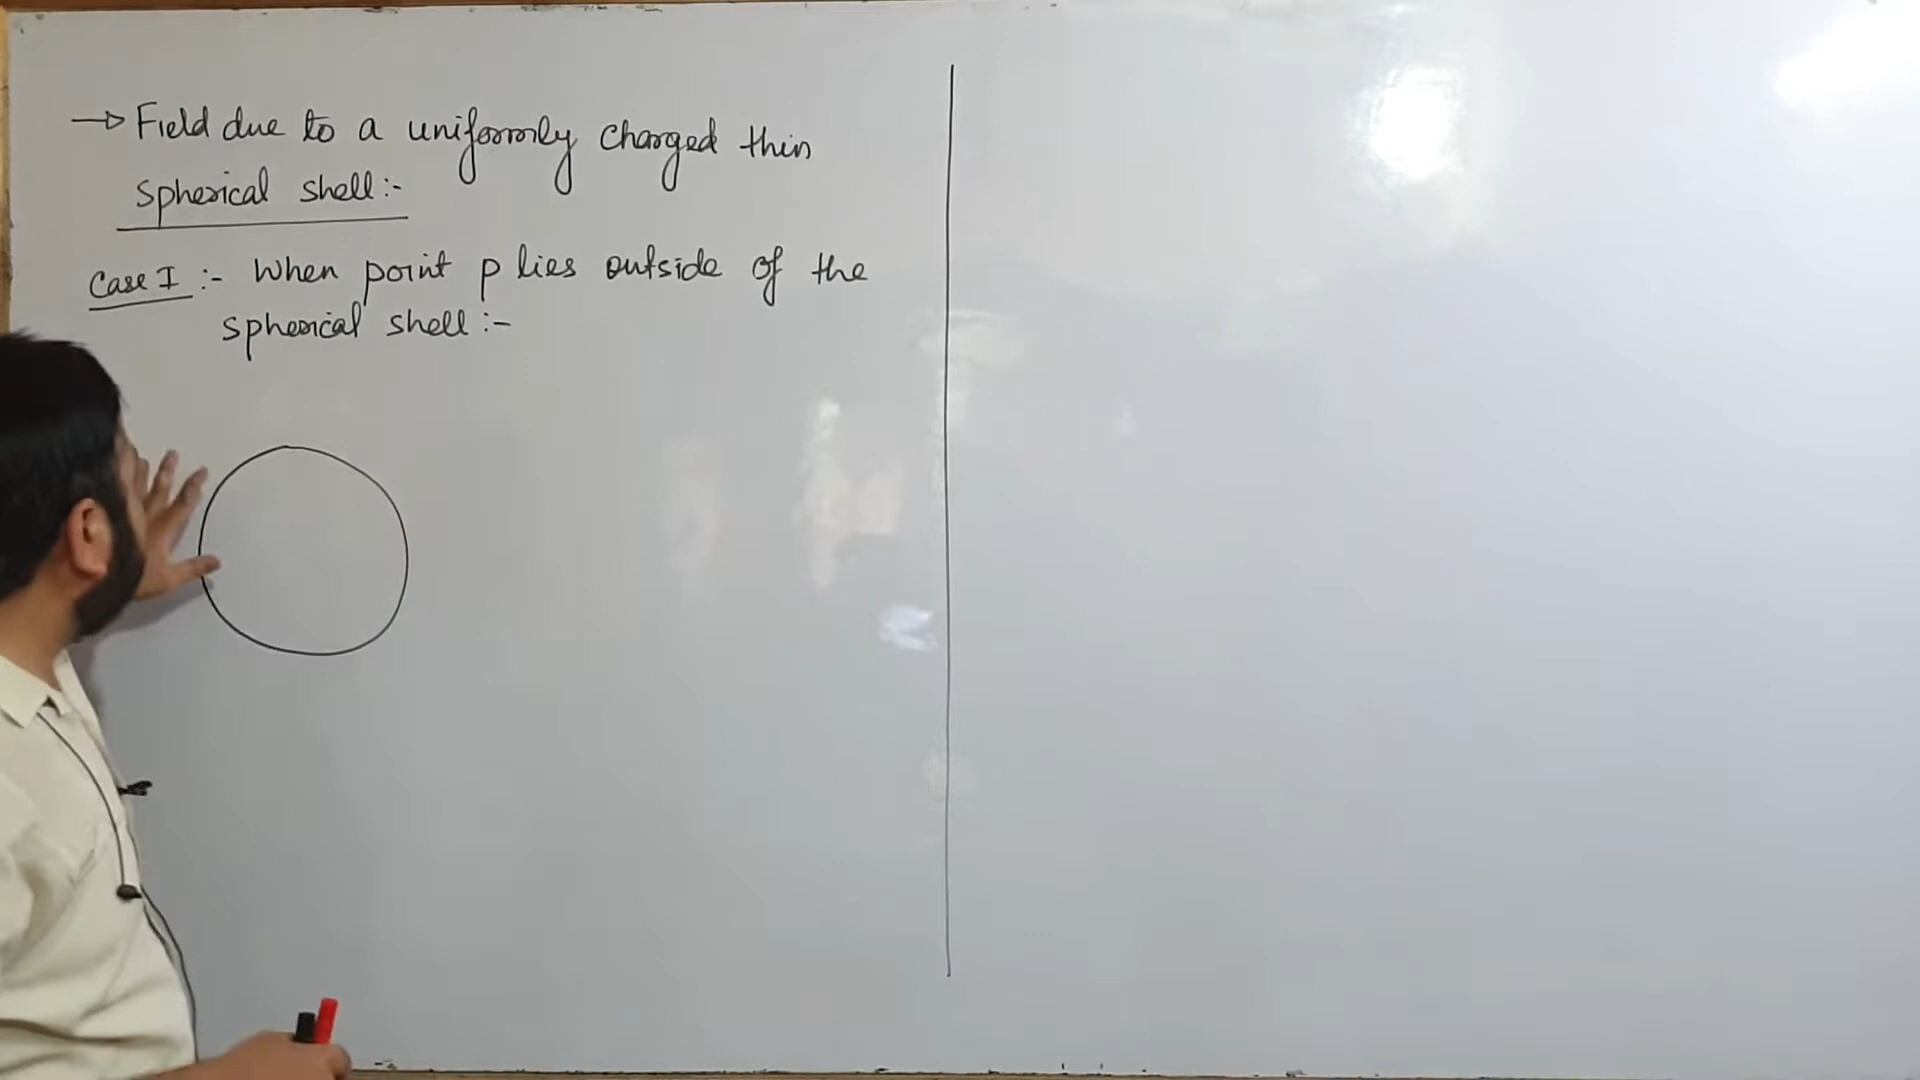 → Field due to a uniformly charged thin
spherical shell :-
Case I :- When point p lies outside of the
spherical shell :-